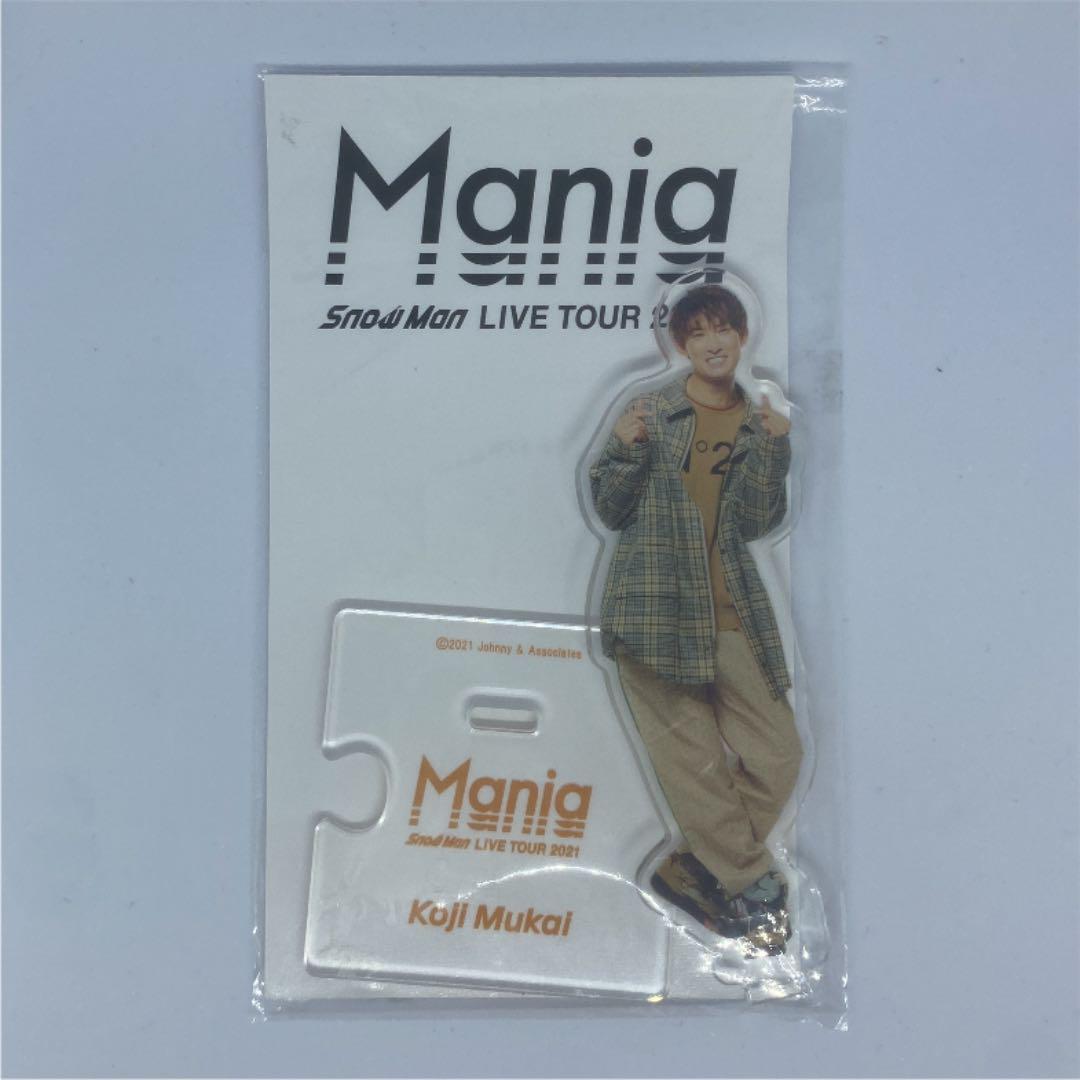 Mania
Snow Man LIVE TOUR 2
N°2
©2021 Johnny & Associates
Mania
Snow Man LIVE TOUR 2021
Koji Mukai